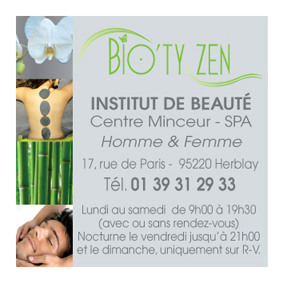 BIO'TY ZEN
INSTITUT DE BEAUTÉ
Centre Minceur - SPA
Homme & Femme
17, rue de Paris - 95220 Herblay
Tél. 01 39 31 29 33
Lundi au samedi de 9h00 à 19h30
(avec ou sans rendez-vous)
Nocturne le vendredi jusqu'à 21h00
et le dimanche, uniquement sur R-V.